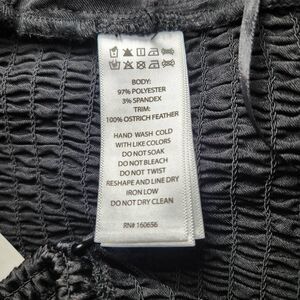 BODY:
97% POLYESTER
3% SPANDEX
TRIM:
100% OSTRICH FEATHER
HAND WASH COLD
WITH LIKE COLORS
DO NOT SOAK
DO NOT BLEACH
DO NOT TWIST
RESHAPE AND LINE DRY
IRON LOW
DO NOT DRY CLEAN
RN# 160656